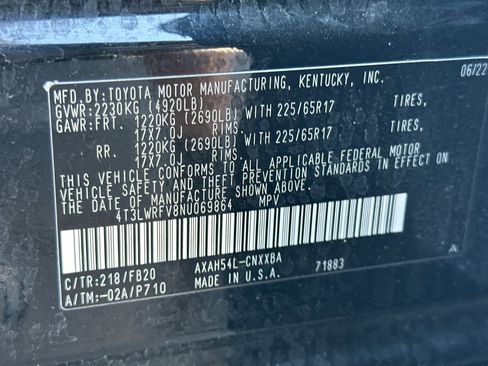 MFD.BY:TOYOTA MOTOR MANUFACTURING, KENTUCKY, INC. 06/22
GVWR:2230KG (4920LB)
GAWR:FRT 1220KG (2690LB) WITH 225/65R17 TIRES,
17X7.0J RIMS,
RR. 1220KG (2690LB) WITH 225/65R17 TIRES,
17X7.0J RIMS.
THIS VEHICLE CONFORMS TO ALL APPLICABLE FEDERAL MOTOR
VEHICLE SAFETY AND BUMPER STANDARDS IN EFFECT ON
THE DATE OF MANUFACTURE SHOWN ABOVE.
4T3LWRFV8NU069864 MPV
C/TR:218/FB20 AXAH54L-CNXXBA A
A/TM:-02A/P710 MADE IN U.S.A. 71883